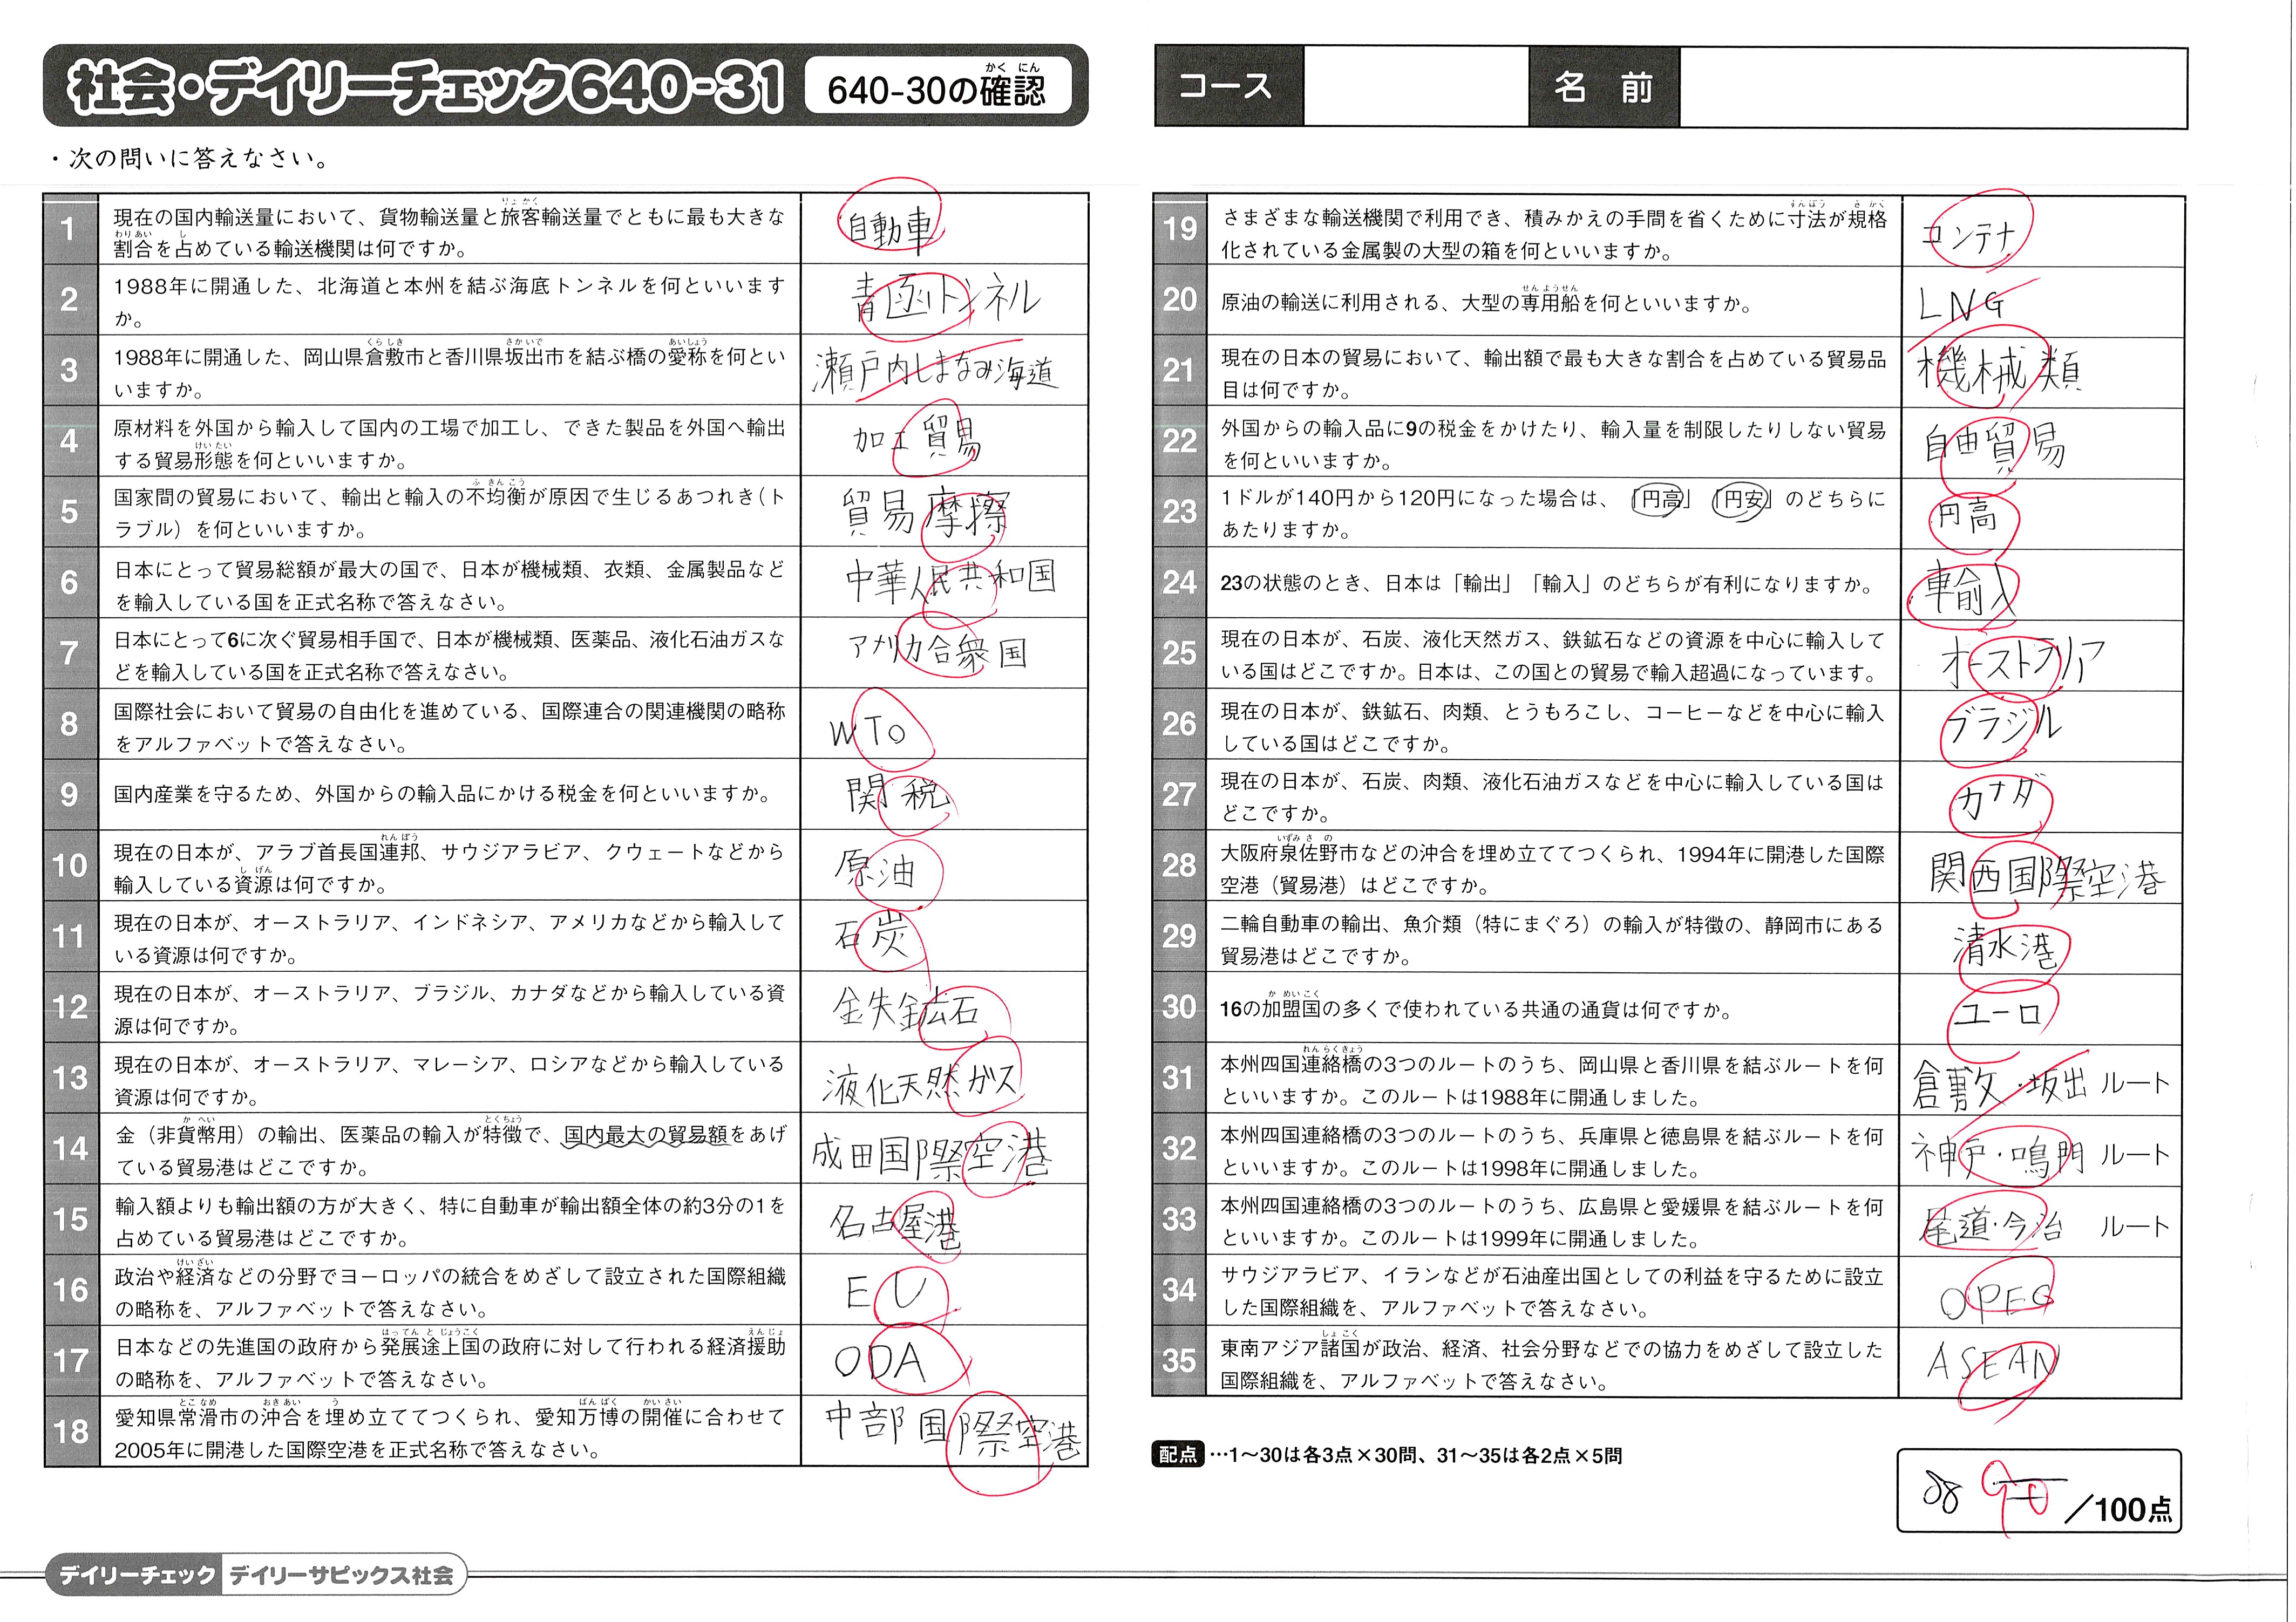 社会・デイリーチェック640-31 640-30の確認
コース 名前
・次の問いに答えなさい。
1 現在の国内輸送量において、貨物輸送量と旅客輸送量でともに最も大きな
割合を占めている輸送機関は何ですか。
自動車
2 1988年に開通した、北海道と本州を結ぶ海底トンネルを何といいます
か。
青函トンネル
3 1988年に開通した、岡山県倉敷市と香川県坂出市を結ぶ橋の愛称を何とい
いますか。
瀬戸内しまなみ海道
4 原材料を外国から輸入して国内の工場で加工し、できた製品を外国へ輸出
する貿易形態を何といいますか。
加工貿易
5 国家間の貿易において、輸出と輸入の不均衡が原因で生じるあつれき（ト
ラブル）を何といいますか。
貿易摩擦
6 日本にとって貿易総額が最大の国で、日本が機械類、衣類、金属製品など
を輸入している国を正式名称で答えなさい。
中華人民共和国
7 日本にとって6に次ぐ貿易相手国で、日本が機械類、医薬品、液化石油ガスな
どを輸入している国を正式名称で答えなさい。
アメリカ合衆国
8 国際社会において貿易の自由化を進めている、国際連合の関連機関の略称
をアルファベットで答えなさい。
WTO
9 国内産業を守るため、外国からの輸入品にかける税金を何といいますか。
関税
10 現在の日本が、アラブ首長国連邦、サウジアラビア、クウェートなどから
輸入している資源は何ですか。
原油
11 現在の日本が、オーストラリア、インドネシア、アメリカなどから輸入して
いる資源は何ですか。
石炭
12 現在の日本が、オーストラリア、ブラジル、カナダなどから輸入している資
源は何ですか。
鉄鉱石
13 現在の日本が、オーストラリア、マレーシア、ロシアなどから輸入している
資源は何ですか。
液化天然ガス
14 金（非貨幣用）の輸出、医薬品の輸入が特徴で、国内最大の貿易額をあげ
ている貿易港はどこですか。
成田国際空港
15 輸入額よりも輸出額の方が大きく、特に自動車が輸出額全体の約3分の1を
占めている貿易港はどこですか。
名古屋港
16 政治や経済などの分野でヨーロッパの統合をめざして設立された国際組織
の略称を、アルファベットで答えなさい。
EU
17 日本などの先進国の政府から発展途上国の政府に対して行われる経済援助
の略称を、アルファベットで答えなさい。
ODA
18 愛知県常滑市の沖合を埋め立ててつくられ、愛知万博の開催に合わせて
2005年に開港した国際空港を正式名称で答えなさい。
中部国際空港
19 さまざまな輸送機関で利用でき、積みかえの手間を省くために寸法が規格
化されている金属製の大型の箱を何といいますか。
コンテナ
20 原油の輸送に利用される、大型の専用船を何といいますか。
LNG
21 現在の日本の貿易において、輸出額で最も大きな割合を占めている貿易品
目は何ですか。
機械類
22 外国からの輸入品に9の税金をかけたり、輸入量を制限したりしない貿易
を何といいますか。
自由貿易
23 1ドルが140円から120円になった場合は、「円高」「円安」のどちらに
あたりますか。
円高
24 23の状態のとき、日本は「輸出」「輸入」のどちらが有利になりますか。
輸入
25 現在の日本が、石炭、液化天然ガス、鉄鉱石などの資源を中心に輸入して
いる国はどこですか。日本は、この国との貿易で輸入超過になっています。
オーストラリア
26 現在の日本が、鉄鉱石、肉類、とうもろこし、コーヒーなどを中心に輸入
している国はどこですか。
ブラジル
27 現在の日本が、石炭、肉類、液化石油ガスなどを中心に輸入している国は
どこですか。
カナダ
28 大阪府泉佐野市などの沖合を埋め立ててつくられ、1994年に開港した国際
空港（貿易港）はどこですか。
関西国際空港
29 二輪自動車の輸出、魚介類（特にまぐろ）の輸入が特徴の、静岡市にある
貿易港はどこですか。
清水港
30 16の加盟国の多くで使われている共通の通貨は何ですか。
ユーロ
31 本州四国連絡橋の3つのルートのうち、岡山県と香川県を結ぶルートを何
といいますか。このルートは1988年に開通しました。
倉敷・坂出 ルート
32 本州四国連絡橋の3つのルートのうち、兵庫県と徳島県を結ぶルートを何
といいますか。このルートは1998年に開通しました。
神戸・鳴門 ルート
33 本州四国連絡橋の3つのルートのうち、広島県と愛媛県を結ぶルートを何
といいますか。このルートは1999年に開通しました。
尾道・今治 ルート
34 サウジアラビア、イランなどが石油産出国としての利益を守るために設立
した国際組織を、アルファベットで答えなさい。
OPEC
35 東南アジア諸国が政治、経済、社会分野などでの協力をめざして設立した
国際組織を、アルファベットで答えなさい。
ASEAN
配点 …1〜30は各3点×30問、31〜35は各2点×5問
88 90 ／100点
デイリーチェック デイリーサピックス社会